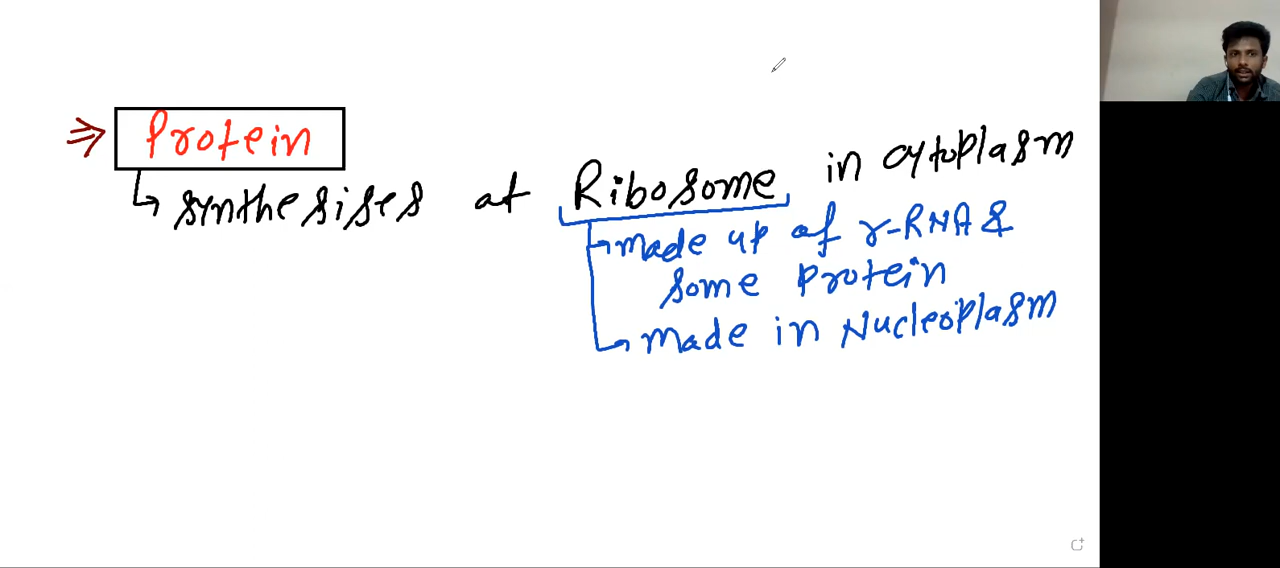 ⇒ Protein
↳ synthesises at Ribosome in cytoplasm
↳ made up of r-RNA &
some Protein
↳ made in Nucleoplasm